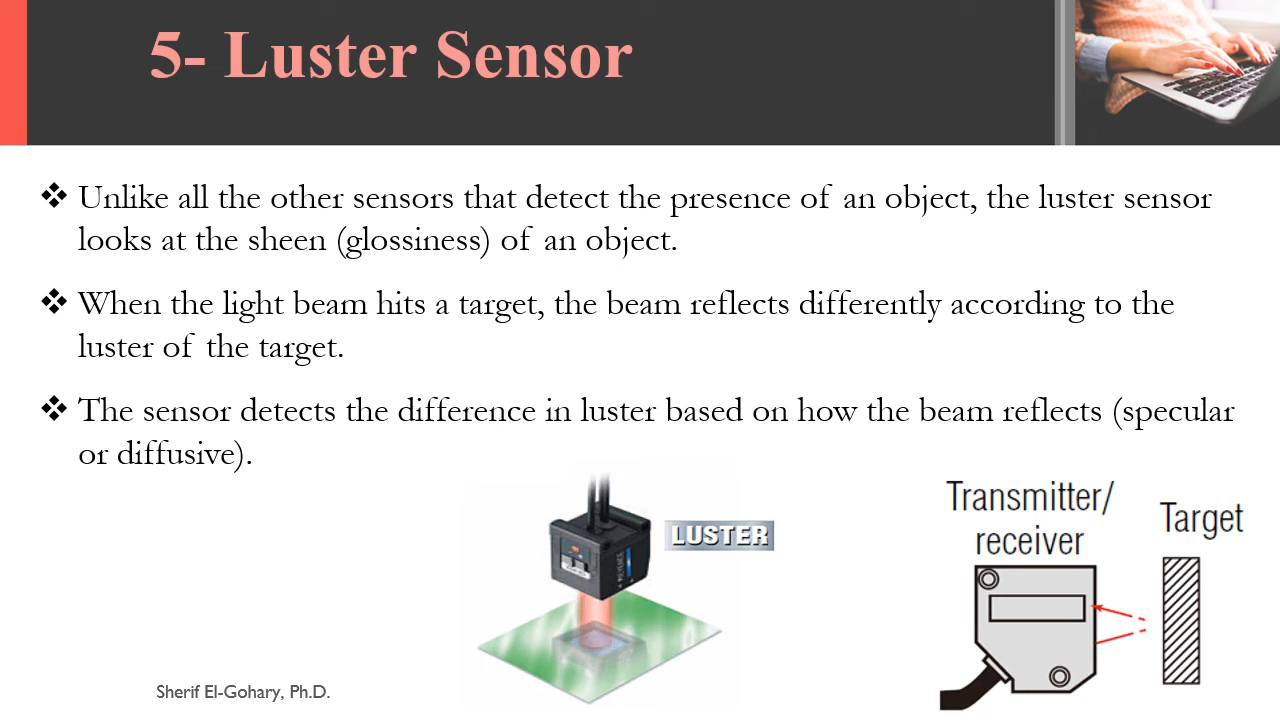 5- Luster Sensor
❖ Unlike all the other sensors that detect the presence of an object, the luster sensor
looks at the sheen (glossiness) of an object.
❖ When the light beam hits a target, the beam reflects differently according to the
luster of the target.
❖ The sensor detects the difference in luster based on how the beam reflects (specular
or diffusive).
LUSTER
KEYENCE
Transmitter/
receiver
Target
Sherif El-Gohary, Ph.D.